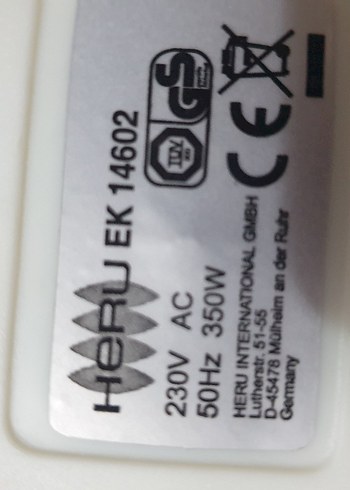 HeRU EK 14602
230V AC
50Hz 350W
TÜV
GS
CE
HERU INTERNATIONAL GMBH
Lutherstr. 51-55
D-45478 Mülheim an der Ruhr
Germany